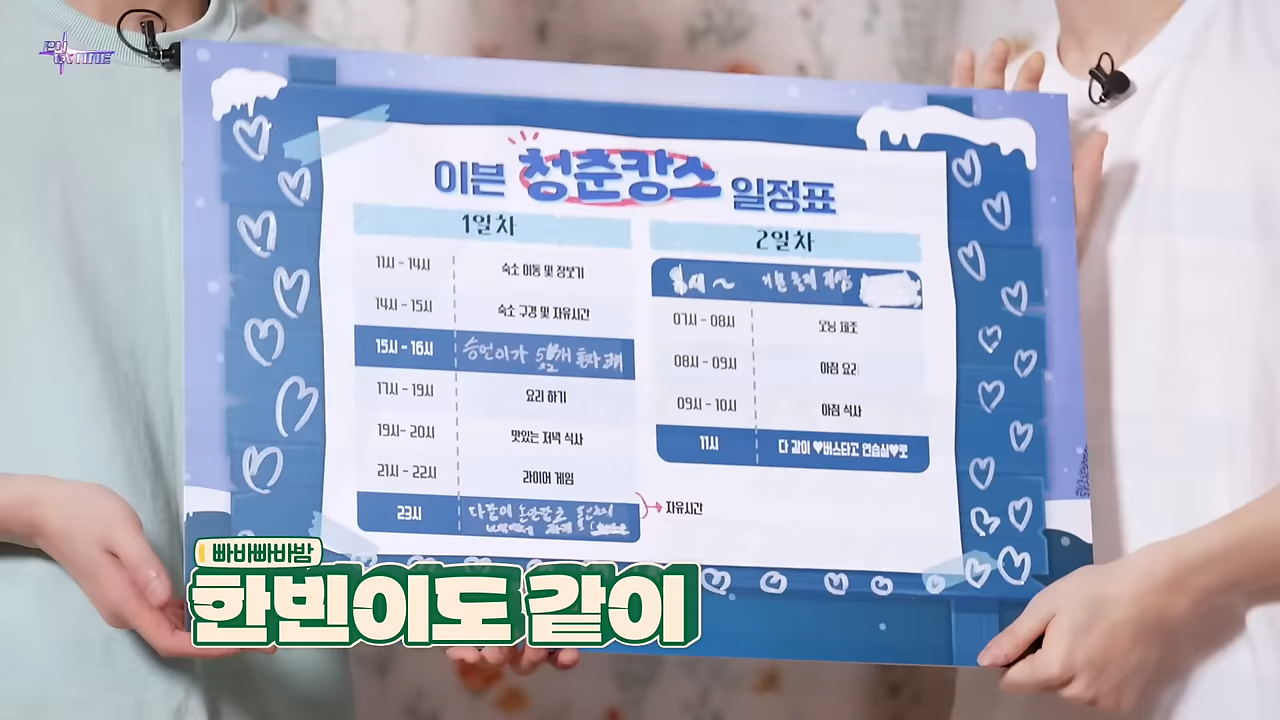 이븐 청춘캉스 일정표
1일차
11시 - 14시 숙소 이동 및 장보기
14시 - 15시 숙소 구경 및 자유시간
15시 - 16시 승언이가
17시 - 19시 요리 하기
19시 - 20시 맛있는 저녁 식사
21시 - 22시 라이어 게임
23시 다같이
자유시간
2일차
07시 - 08시 모닝 체조
08시 - 09시 아침 요리
09시 - 10시 아침 식사
11시 다 같이 ♥버스타고 연습실♥로
빠바빠바밤
한빈이도 같이